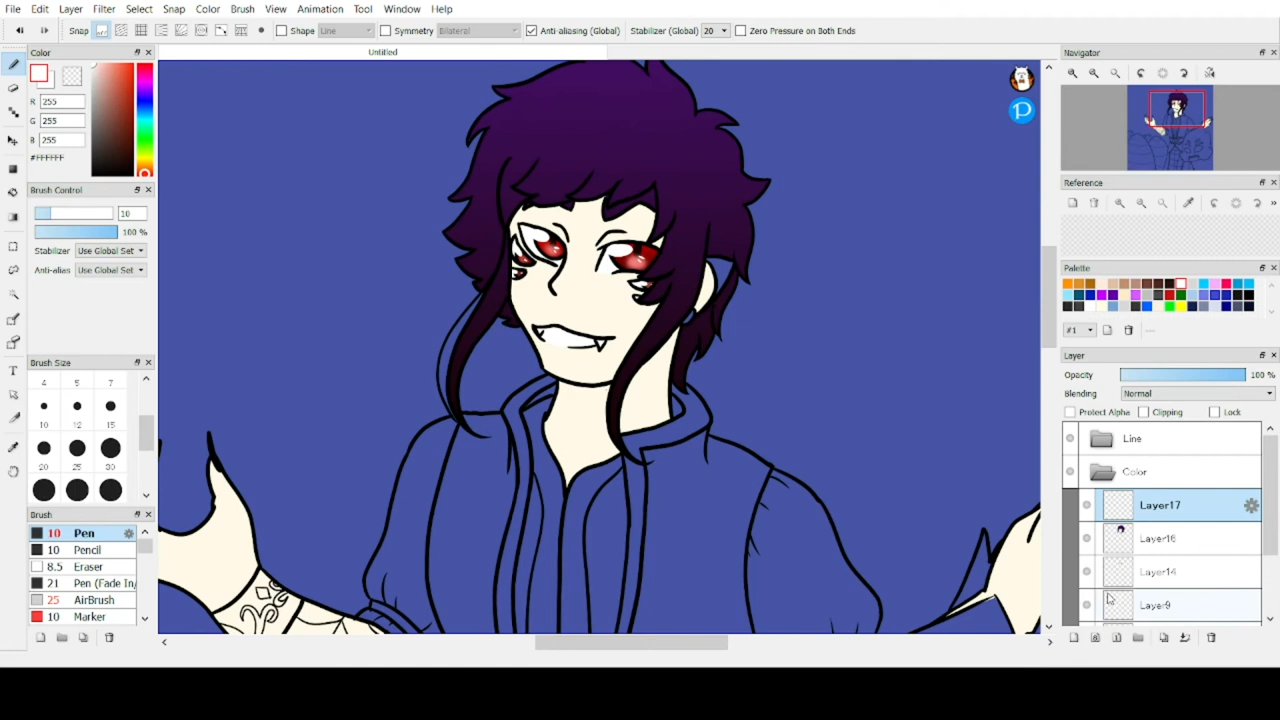 File Edit Layer Color Filter Select Snap Color Brush View Animation Tool Window Help
Snap Shape Line Symmetry Bilateral Anti-aliasing (Global) Stabilizer (Global) 20 Zero Pressure on Both Ends
Untitled
Color
R 255
G 255
B 255
#FFFFFF
Brush Control
10
100 %
Stabilizer Use Global Set
Anti-alias Use Global Set
Brush Size
4 5 7
10 12 15
20 25 30
Brush
10 Pen
10 Pencil
8.5 Eraser
21 Pen (Fade In/
25 AirBrush
10 Marker
P
Navigator
Reference
Palette
#1
Layer
Opacity 100 %
Blending Normal
Protect Alpha Clipping Lock
Line
Color
Layer17
Layer16
Layer14
Layer9